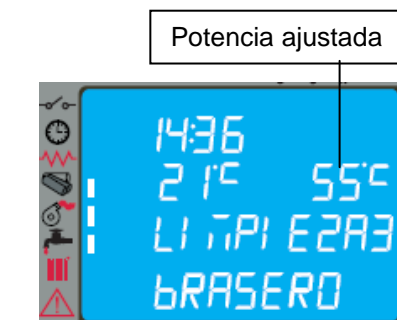 Potencia ajustada
14:36
21°C 55°C
LIMPIEZA3
bRASERO